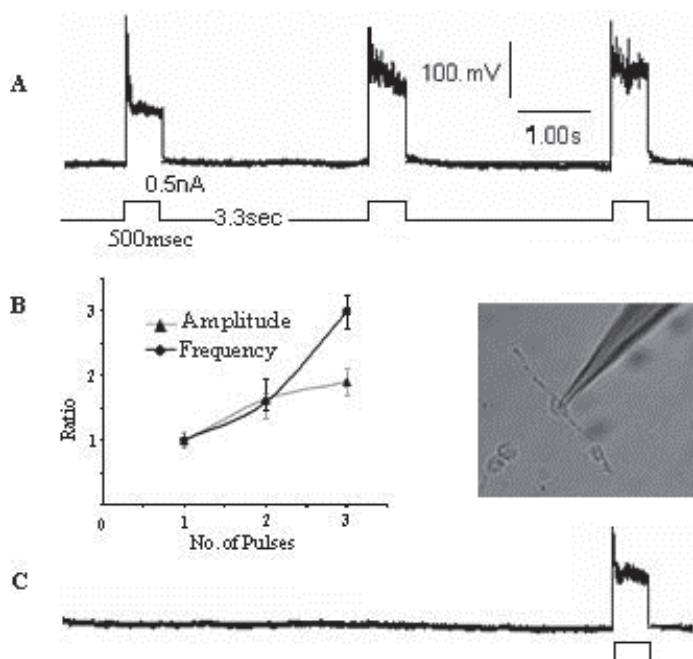 A
100. mV
1.00s
0.5nA
3.3sec
500msec
B
3
2
1
0
1
2
3
Amplitude
Frequency
Ratio
No. of Pulses
C